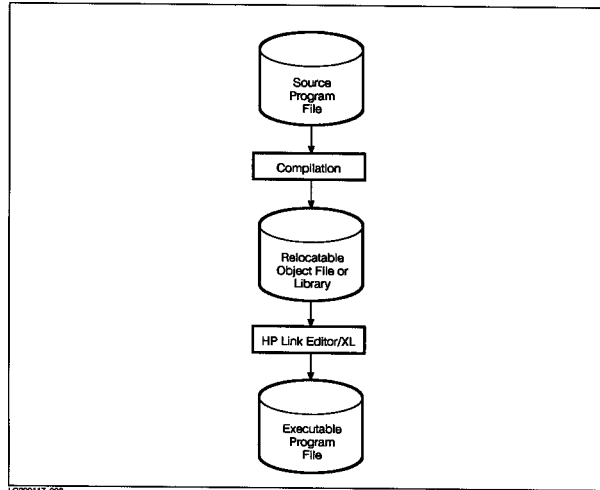 Source
Program
File
Compilation
Relocatable
Object File or
Library
HP Link Editor/XL
Executable
Program
File